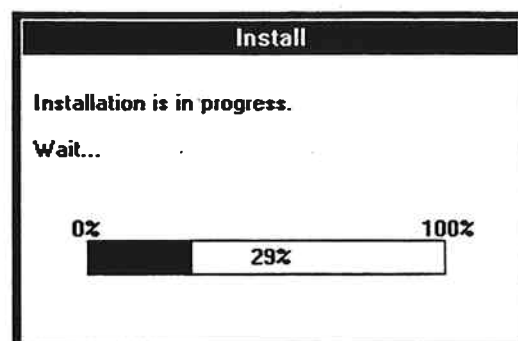 Install
Installation is in progress.
Wait...
0% 100%
29%